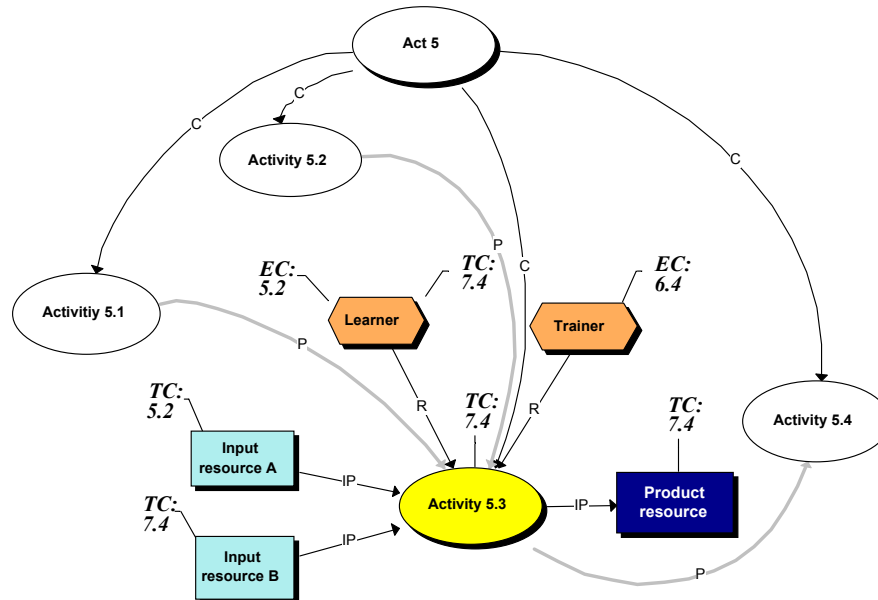 Act 5
C
C
Activity 5.2
C
P
C
EC:
5.2
TC:
7.4
EC:
6.4
Activitiy 5.1
Learner
Trainer
P
TC:
5.2
R
TC:
7.4
R
TC:
7.4
Activity 5.4
Input
resource A
IP
Activity 5.3
IP
Product
resource
TC:
7.4
IP
Input
resource B
P